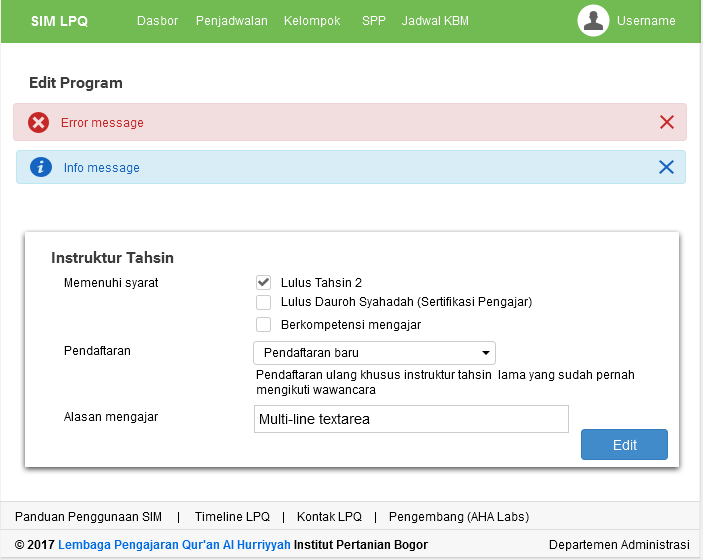 SIM LPQ Dasbor Penjadwalan Kelompok SPP Jadwal KBM Username
Edit Program
Error message
Info message
Instruktur Tahsin
Memenuhi syarat Lulus Tahsin 2
Lulus Dauroh Syahadah (Sertifikasi Pengajar)
Berkompetensi mengajar
Pendaftaran Pendaftaran baru
Pendaftaran ulang khusus instruktur tahsin lama yang sudah pernah
mengikuti wawancara
Alasan mengajar Multi-line textarea
Edit
Panduan Penggunaan SIM | Timeline LPQ | Kontak LPQ | Pengembang (AHA Labs)
© 2017 Lembaga Pengajaran Qur'an Al Hurriyyah Institut Pertanian Bogor Departemen Administrasi